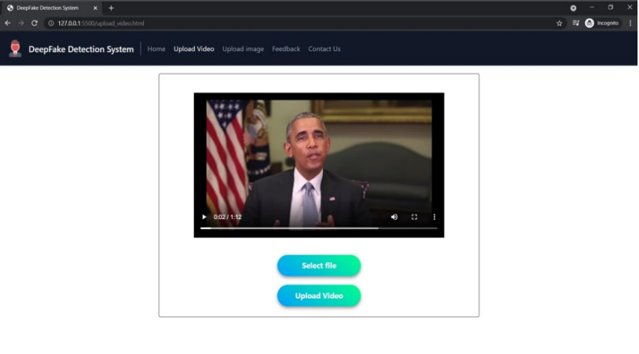 DeepFake Detection System
127.0.0.1:5500/upload_video.html
Incognito
DeepFake Detection System
Home
Upload Video
Upload image
Feedback
Contact Us
0:02 / 1:12
Select file
Upload Video